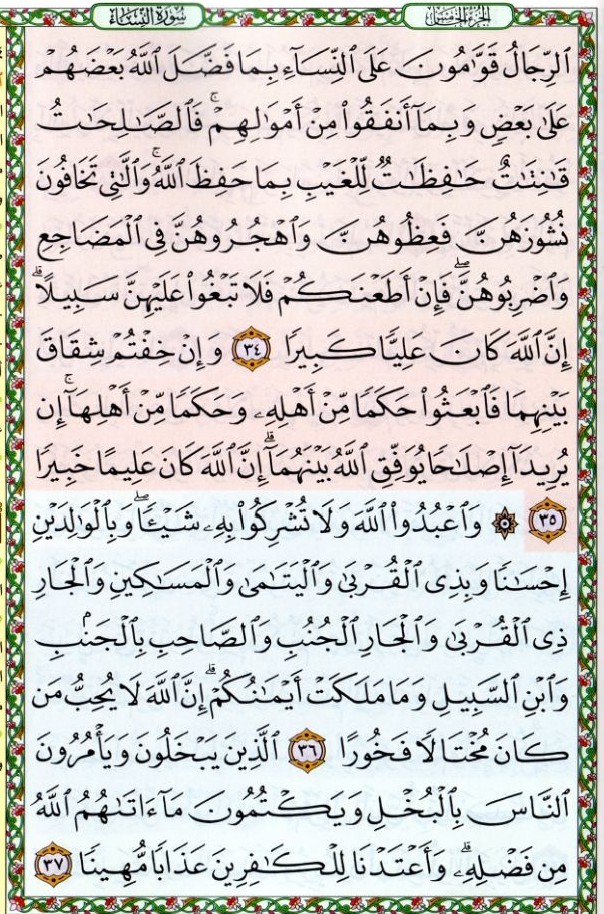 الجزء الخامس
سورة النساء
ٱلرِّجَالُ قَوَّٰمُونَ عَلَى ٱلنِّسَآءِ بِمَا فَضَّلَ ٱللَّهُ بَعْضَهُمْ
عَلَىٰ بَعْضٍ وَبِمَآ أَنفَقُوا۟ مِنْ أَمْوَٰلِهِمْ ۚ فَٱلصَّـٰلِحَـٰتُ
قَـٰنِتَـٰتٌ حَـٰفِظَـٰتٌ لِّلْغَيْبِ بِمَا حَفِظَ ٱللَّهُ ۚ وَٱلَّـٰتِى تَخَافُونَ
نُشُوزَهُنَّ فَعِظُوهُنَّ وَٱهْجُرُوهُنَّ فِى ٱلْمَضَاجِعِ
وَٱضْرِبُوهُنَّ ۖ فَإِنْ أَطَعْنَكُمْ فَلَا تَبْغُوا۟ عَلَيْهِنَّ سَبِيلًا ۗ
إِنَّ ٱللَّهَ كَانَ عَلِيًّا كَبِيرًا ٣٤ وَإِنْ خِفْتُمْ شِقَاقَ
بَيْنِهِمَا فَٱبْعَثُوا۟ حَكَمًا مِّنْ أَهْلِهِۦ وَحَكَمًا مِّنْ أَهْلِهَآ ۚ إِن
يُرِيدَآ إِصْلَـٰحًا يُوَفِّقِ ٱللَّهُ بَيْنَهُمَآ ۗ إِنَّ ٱللَّهَ كَانَ عَلِيمًا خَبِيرًا
٣٥ ۞ وَٱعْبُدُوا۟ ٱللَّهَ وَلَا تُشْرِكُوا۟ بِهِۦ شَيْـًٔا ۖ وَبِٱلْوَٰلِدَيْنِ
إِحْسَـٰنًا وَبِذِى ٱلْقُرْبَىٰ وَٱلْيَتَـٰمَىٰ وَٱلْمَسَـٰكِينِ وَٱلْجَارِ
ذِى ٱلْقُرْبَىٰ وَٱلْجَارِ ٱلْجُنُبِ وَٱلصَّاحِبِ بِٱلْجَنۢبِ
وَٱبْنِ ٱلسَّبِيلِ وَمَا مَلَكَتْ أَيْمَـٰنُكُمْ ۗ إِنَّ ٱللَّهَ لَا يُحِبُّ مَن
كَانَ مُخْتَالًا فَخُورًا ٣٦ ٱلَّذِينَ يَبْخَلُونَ وَيَأْمُرُونَ
ٱلنَّاسَ بِٱلْبُخْلِ وَيَكْتُمُونَ مَآ ءَاتَىٰهُمُ ٱللَّهُ
مِن فَضْلِهِۦ ۗ وَأَعْتَدْنَا لِلْكَـٰفِرِينَ عَذَابًا مُّهِينًا ٣٧